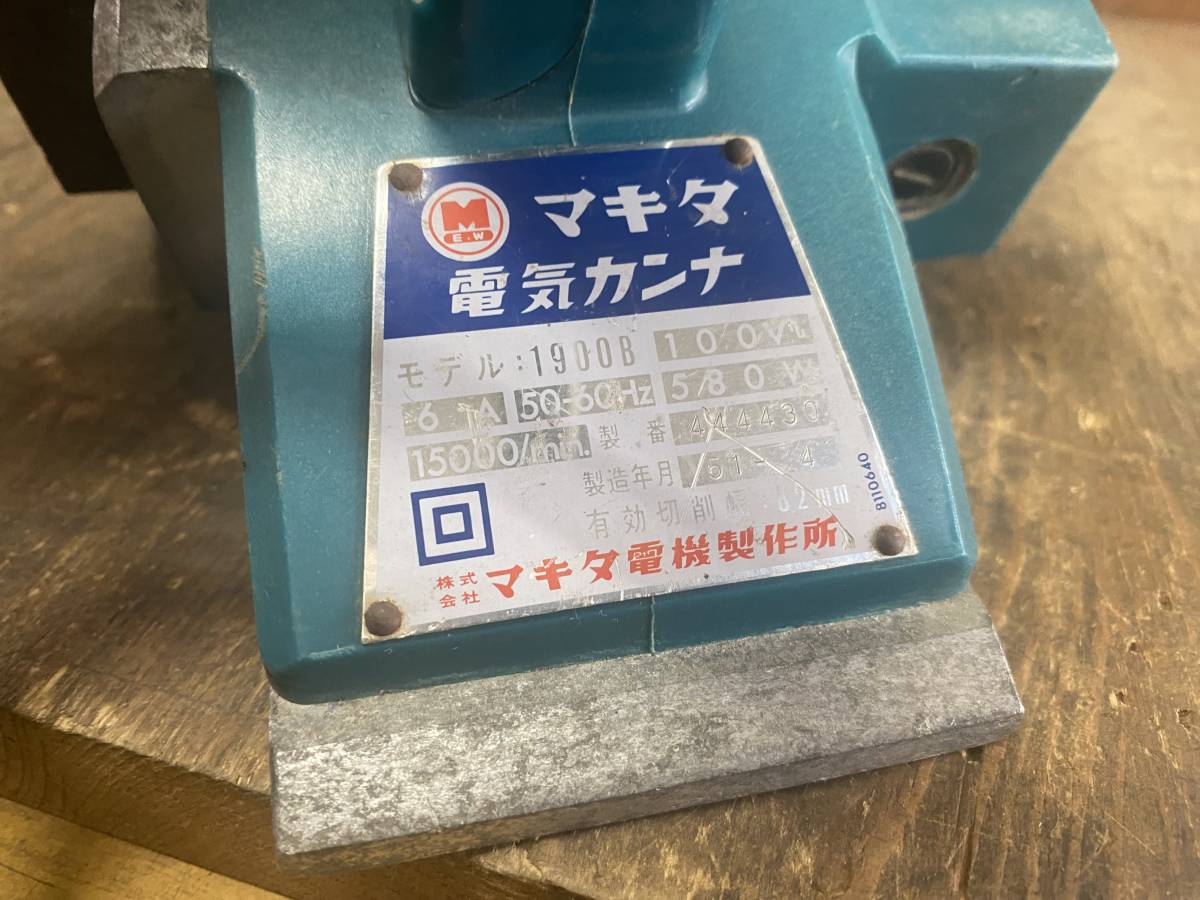 M
E.W
マキタ
電気カンナ
モデル:1900B 100V
6 A 50-60Hz 580W
15000/min. 製番 444430
製造年月 51-4
有効切削幅 82mm
8110640
株式会社 マキタ電機製作所